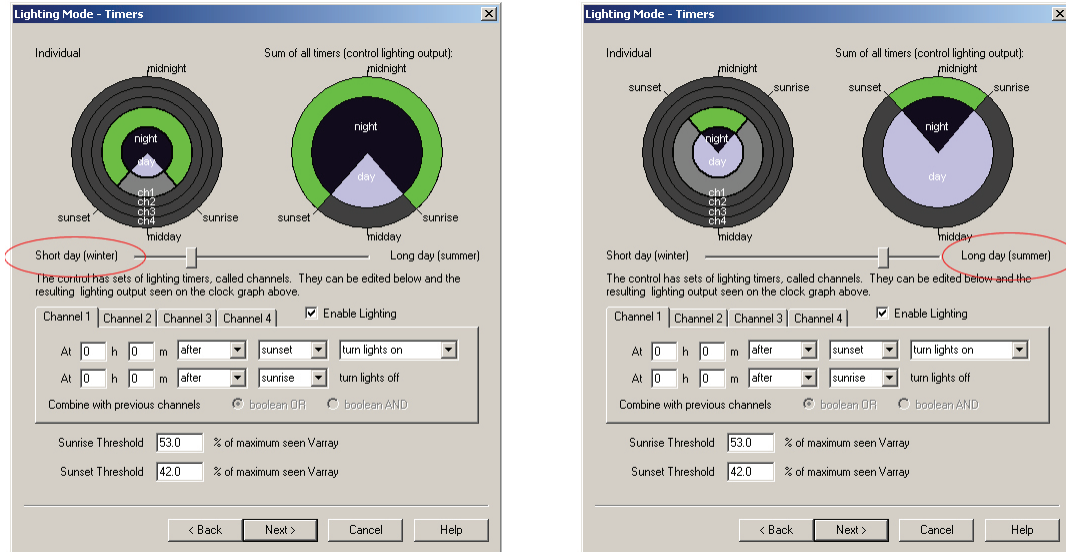 Lighting Mode - Timers
Individual
Sum of all timers (control lighting output):
midnight
midnight
night
day
ch1
ch2
ch3
ch4
sunset
sunrise
midday
night
day
sunset
sunrise
midday
Short day (winter)
Long day (summer)
The control has sets of lighting timers, called channels. They can be edited below and the
resulting lighting output seen on the clock graph above.
Channel 1 Channel 2 Channel 3 Channel 4 Enable Lighting
At 0 h 0 m after sunset turn lights on
At 0 h 0 m after sunrise turn lights off
Combine with previous channels boolean OR boolean AND
Sunrise Threshold 53.0 % of maximum seen Varray
Sunset Threshold 42.0 % of maximum seen Varray
< Back Next > Cancel Help
Lighting Mode - Timers
Individual
Sum of all timers (control lighting output):
midnight
midnight
sunset
sunrise
sunset
sunrise
night
day
ch1
ch2
ch3
ch4
midday
night
day
midday
Short day (winter)
Long day (summer)
The control has sets of lighting timers, called channels. They can be edited below and the
resulting lighting output seen on the clock graph above.
Channel 1 Channel 2 Channel 3 Channel 4 Enable Lighting
At 0 h 0 m after sunset turn lights on
At 0 h 0 m after sunrise turn lights off
Combine with previous channels boolean OR boolean AND
Sunrise Threshold 53.0 % of maximum seen Varray
Sunset Threshold 42.0 % of maximum seen Varray
< Back Next > Cancel Help